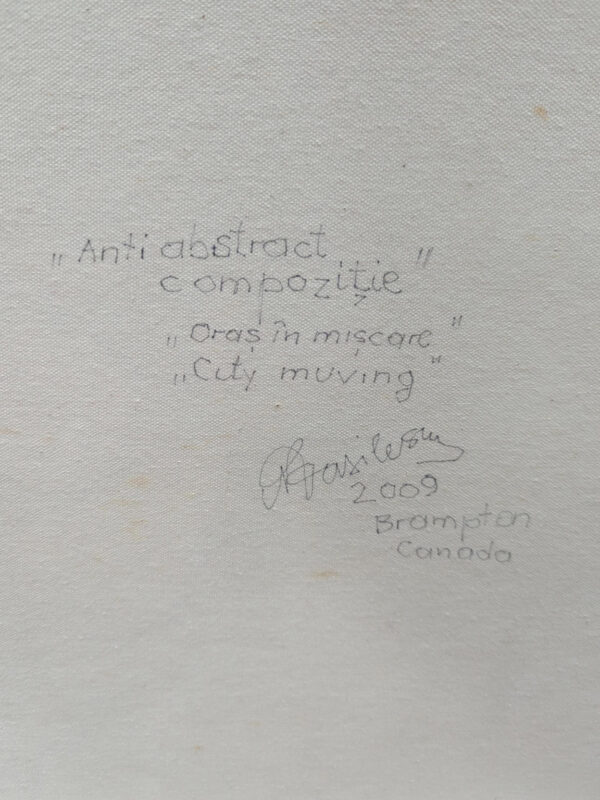 „Anti abstract
compoziție”
„Oraș în mișcare”
„City muving”
2009
Brampton
Canada